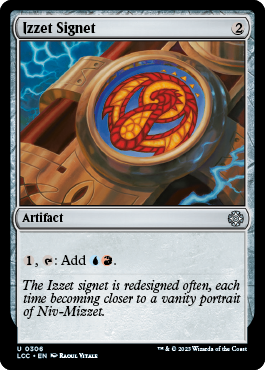 Izzet Signet 2
Artifact
1, : Add .
The Izzet signet is redesigned often, each
time becoming closer to a vanity portrait
of Niv-Mizzet.
U 0306
LCC • EN Raoul Vitale
™ & © 2023 Wizards of the Coast